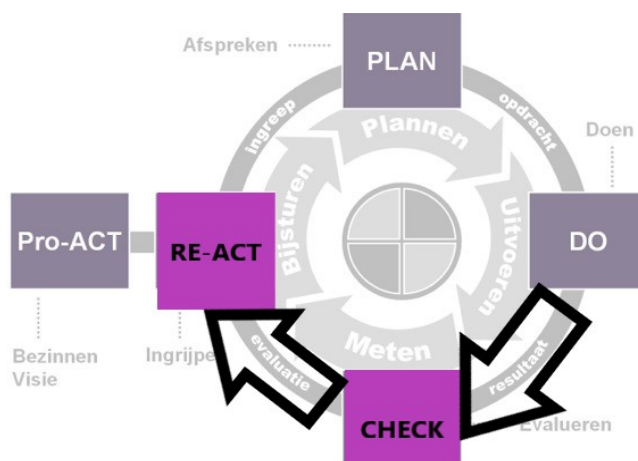 Afspreken
PLAN
ingreep
Plannen
opdracht
Doen
Pro-ACT
RE-ACT
Bijsturen
Uitvoeren
DO
Bezinnen
Visie
Ingrijpe
evaluatie
Meten
resultaat
CHECK
Evalueren